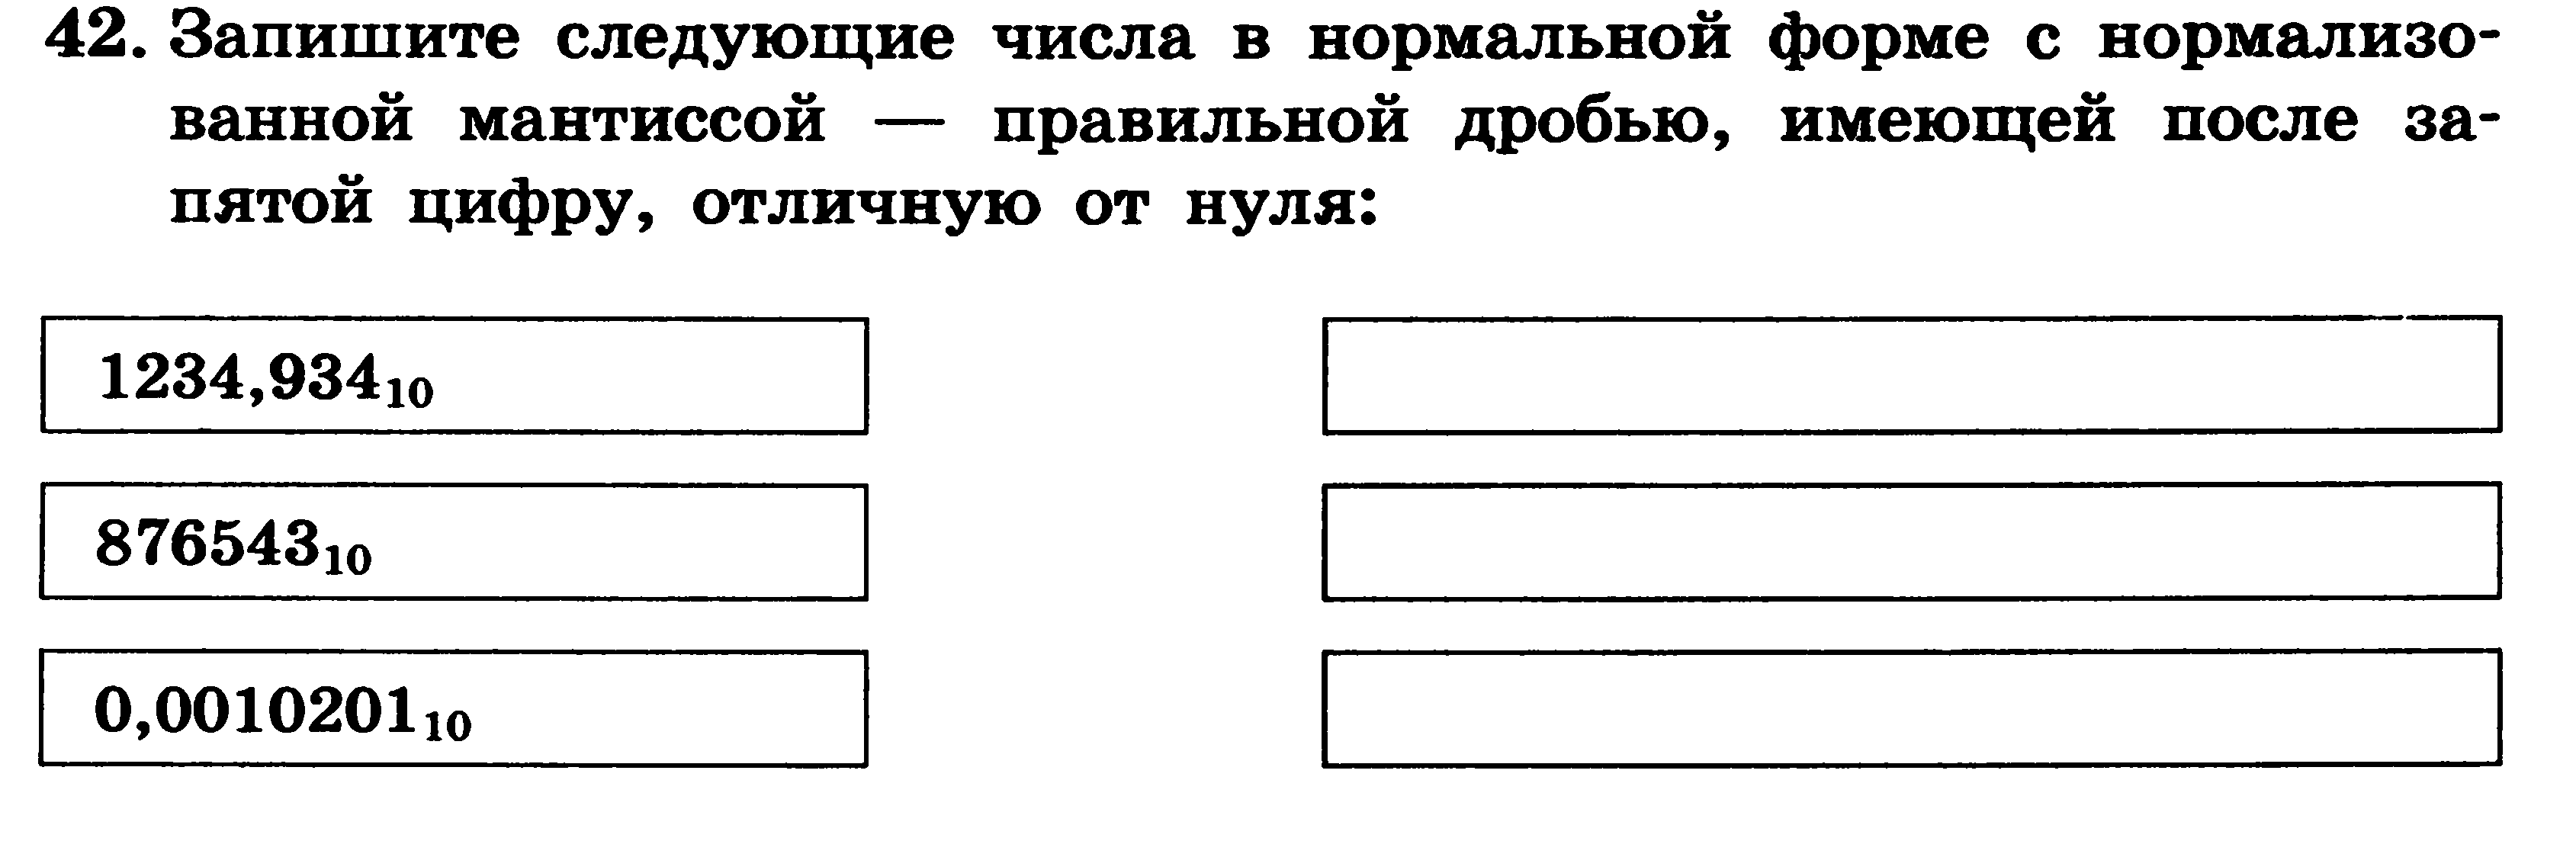 42. Запишите следующие числа в нормальной форме с нормализо-
ванной мантиссой — правильной дробью, имеющей после за-
пятой цифру, отличную от нуля:
1234,934₁₀
876543₁₀
0,0010201₁₀